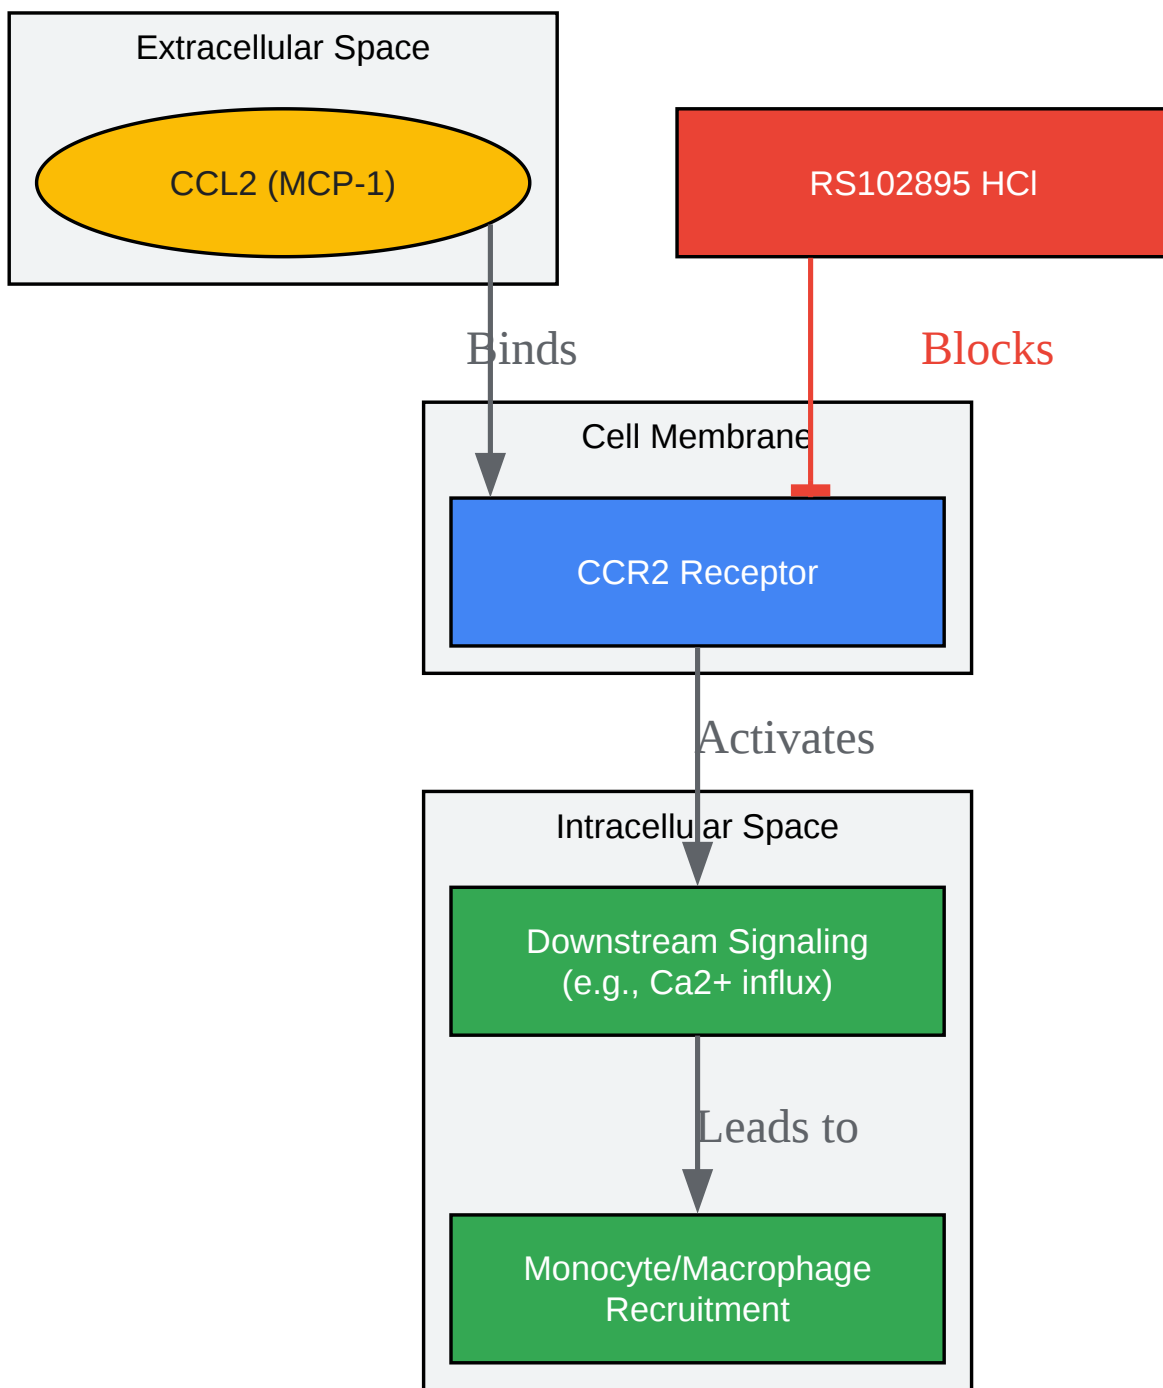 Extracellular Space
CCL2 (MCP-1)
RS102895 HCl
Binds
Blocks
Cell Membrane
CCR2 Receptor
Activates
Intracellular Space
Downstream Signaling
(e.g., Ca2+ influx)
Leads to
Monocyte/Macrophage
Recruitment